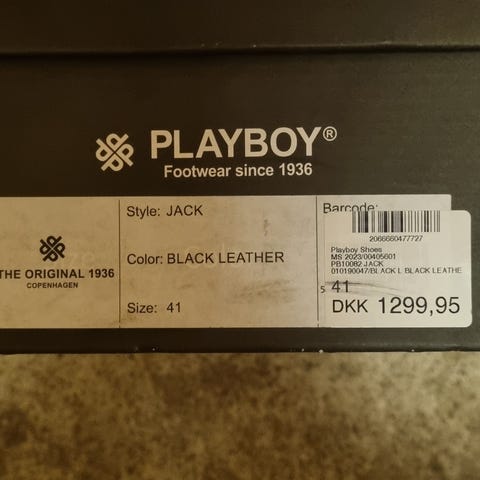 PLAYBOY®
Footwear since 1936
THE ORIGINAL 1936
COPENHAGEN
Style: JACK
Color: BLACK LEATHER
Size: 41
Barcode:
2066660477727
Playboy Shoes
MS 2023/00405601
PB10082 JACK
010190047/BLACK L BLACK LEATHE
41
DKK 1299,95